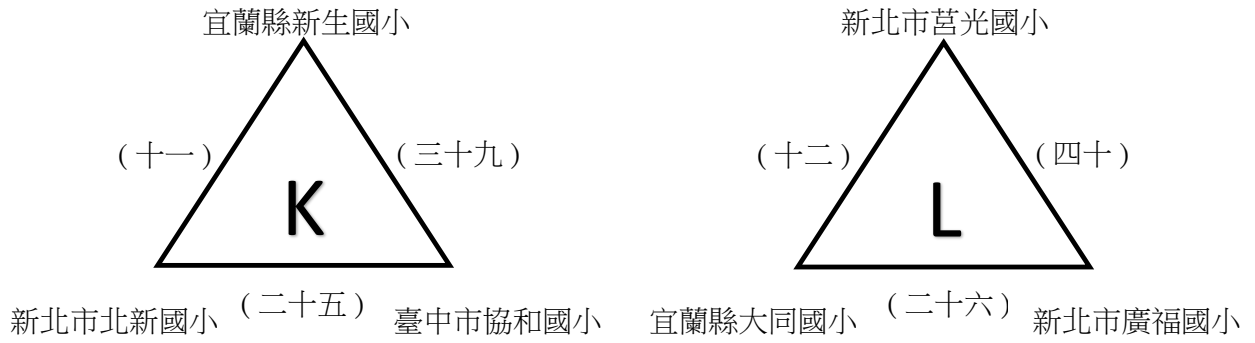 宜蘭縣新生國小
新北市莒光國小
(十一)
(三十九)
(十二)
(四十)
K
L
(二十五)
(二十六)
新北市北新國小
臺中市協和國小
宜蘭縣大同國小
新北市廣福國小